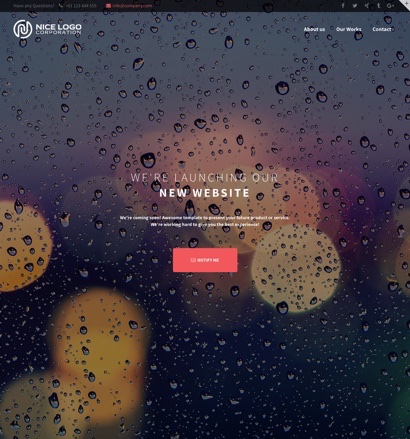 Have any Questions? +01 123 444 555 info@company.com
NICE LOGO
CORPORATION
About us Our Works Contact
WE'RE LAUNCHING OUR
NEW WEBSITE
We're coming soon! Awesome template to present your future product or service.
We're working hard to give you the best experience!
NOTIFY ME